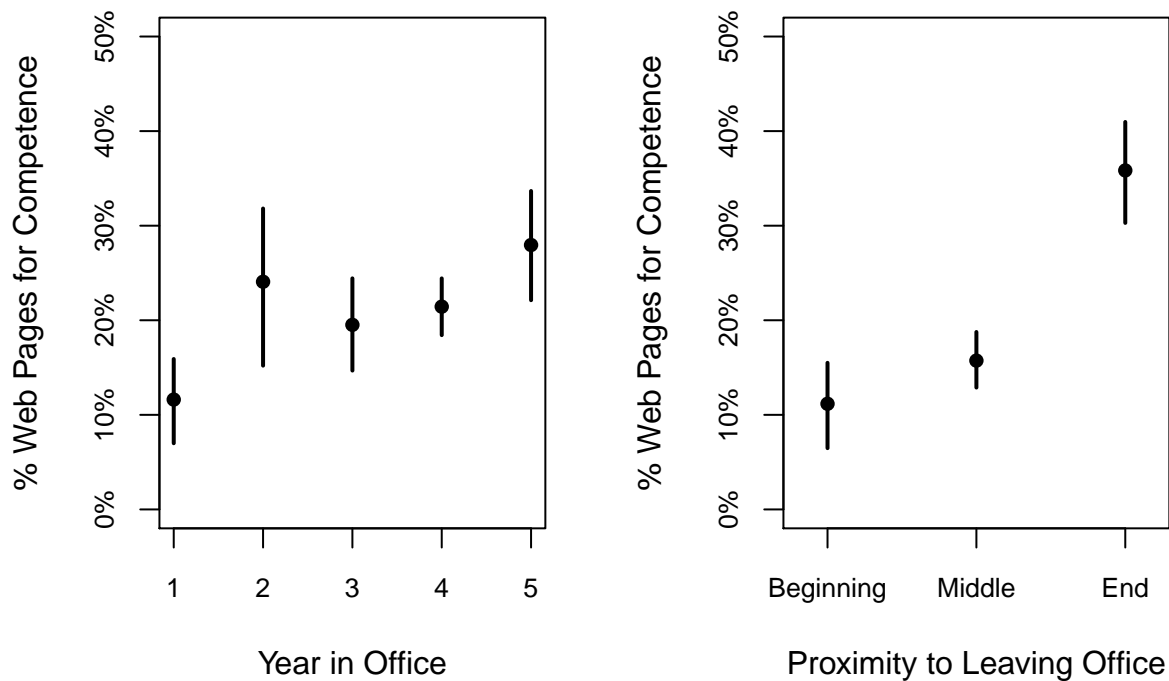 % Web Pages for Competence
50%
40%
30%
20%
10%
0%
1 2 3 4 5
Year in Office
% Web Pages for Competence
50%
40%
30%
20%
10%
0%
Beginning Middle End
Proximity to Leaving Office